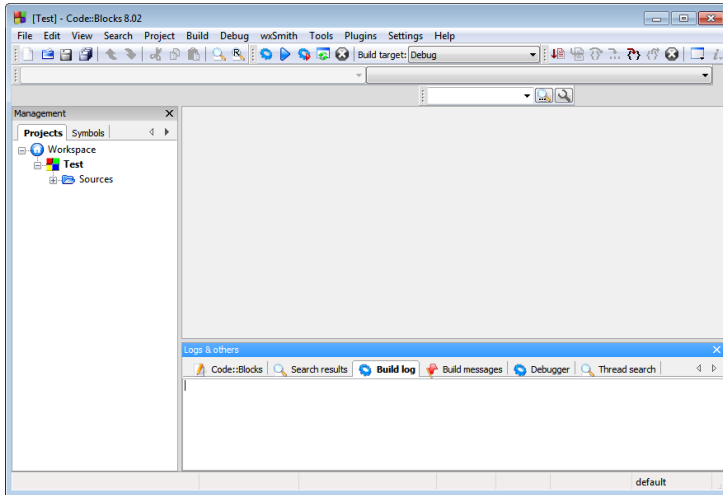 [Test] - Code::Blocks 8.02
File Edit View Search Project Build Debug wxSmith Tools Plugins Settings Help
Build target: Debug
Management
Projects Symbols
Workspace
Test
Sources
Logs & others
Code::Blocks Search results Build log Build messages Debugger Thread search
default